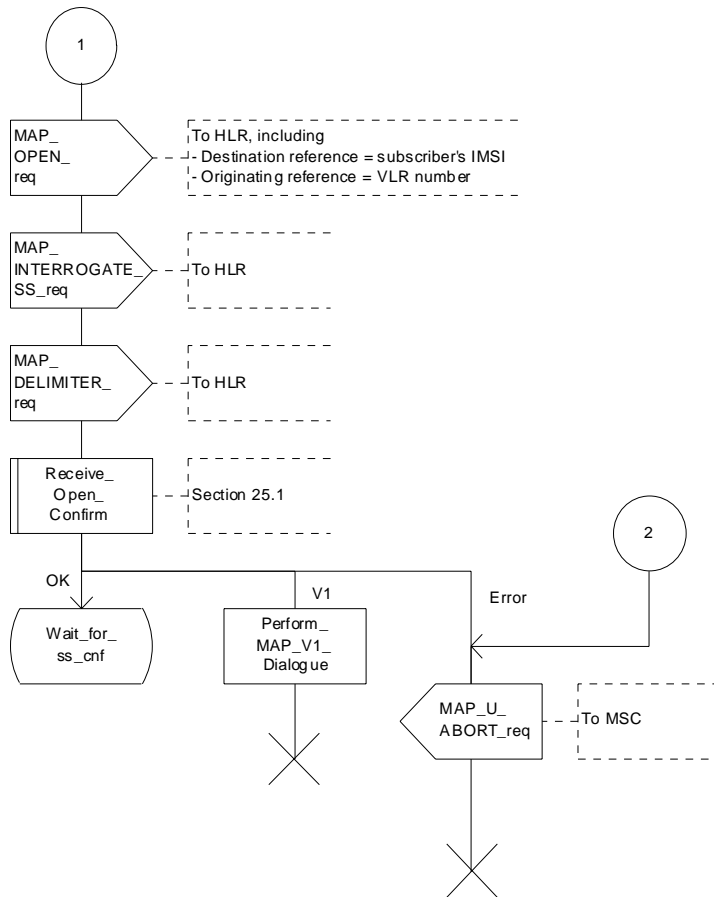 1
MAP_
OPEN_
req
To HLR, including
- Destination reference = subscriber's IMSI
- Originating reference = VLR number
MAP_
INTERROGATE_
SS_req
To HLR
MAP_
DELIMITER_
req
To HLR
Receive_
Open_
Confirm
Section 25.1
2
OK
V1
Error
Wait_for_
ss_cnf
Perform_
MAP_V1_
Dialogue
MAP_U_
ABORT_req
To MSC